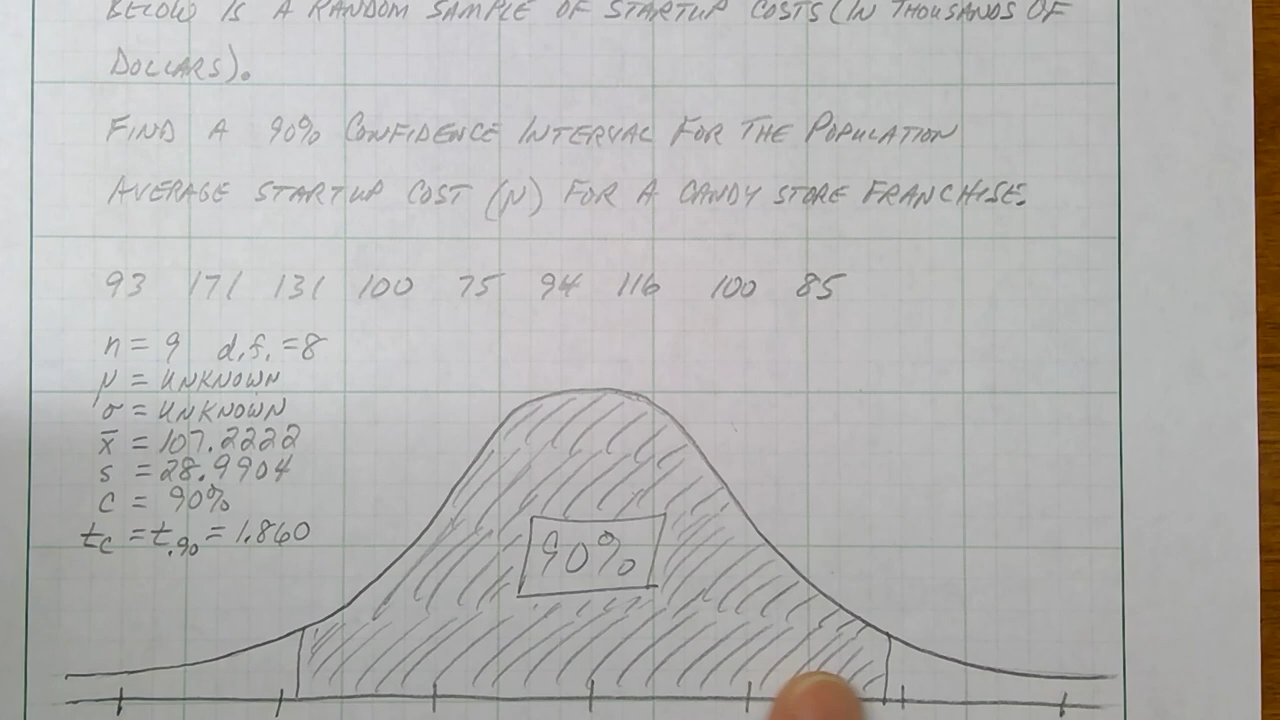 BELOW IS A RANDOM SAMPLE OF STARTUP COSTS (IN THOUSANDS OF
DOLLARS).
FIND A 90% CONFIDENCE INTERVAL FOR THE POPULATION
AVERAGE STARTUP COST (μ) FOR A CANDY STORE FRANCHISE.
93 171 131 100 75 94 116 100 85
n = 9 d.f. = 8
μ = UNKNOWN
σ = UNKNOWN
x̄ = 107.2222
s = 28.9904
c = 90%
tc = t.90 = 1.860
90%